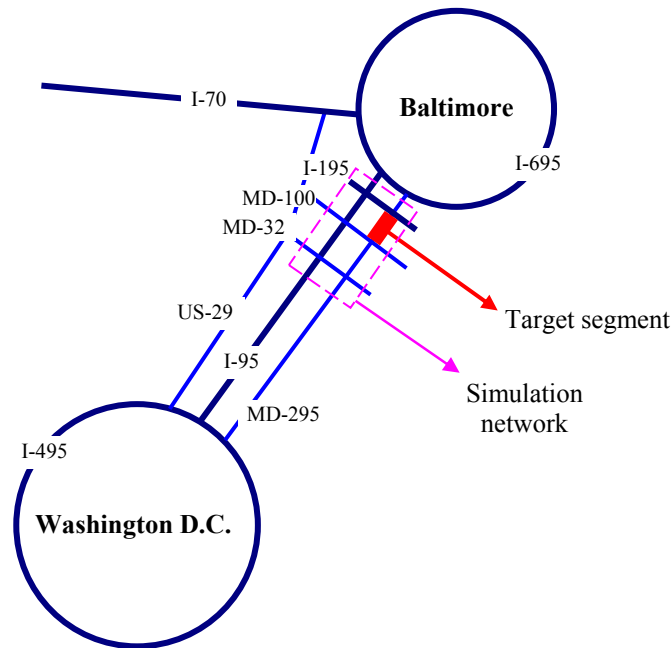 I-70
Baltimore
I-695
I-195
MD-100
MD-32
US-29
Target segment
I-95
Simulation
network
MD-295
I-495
Washington D.C.